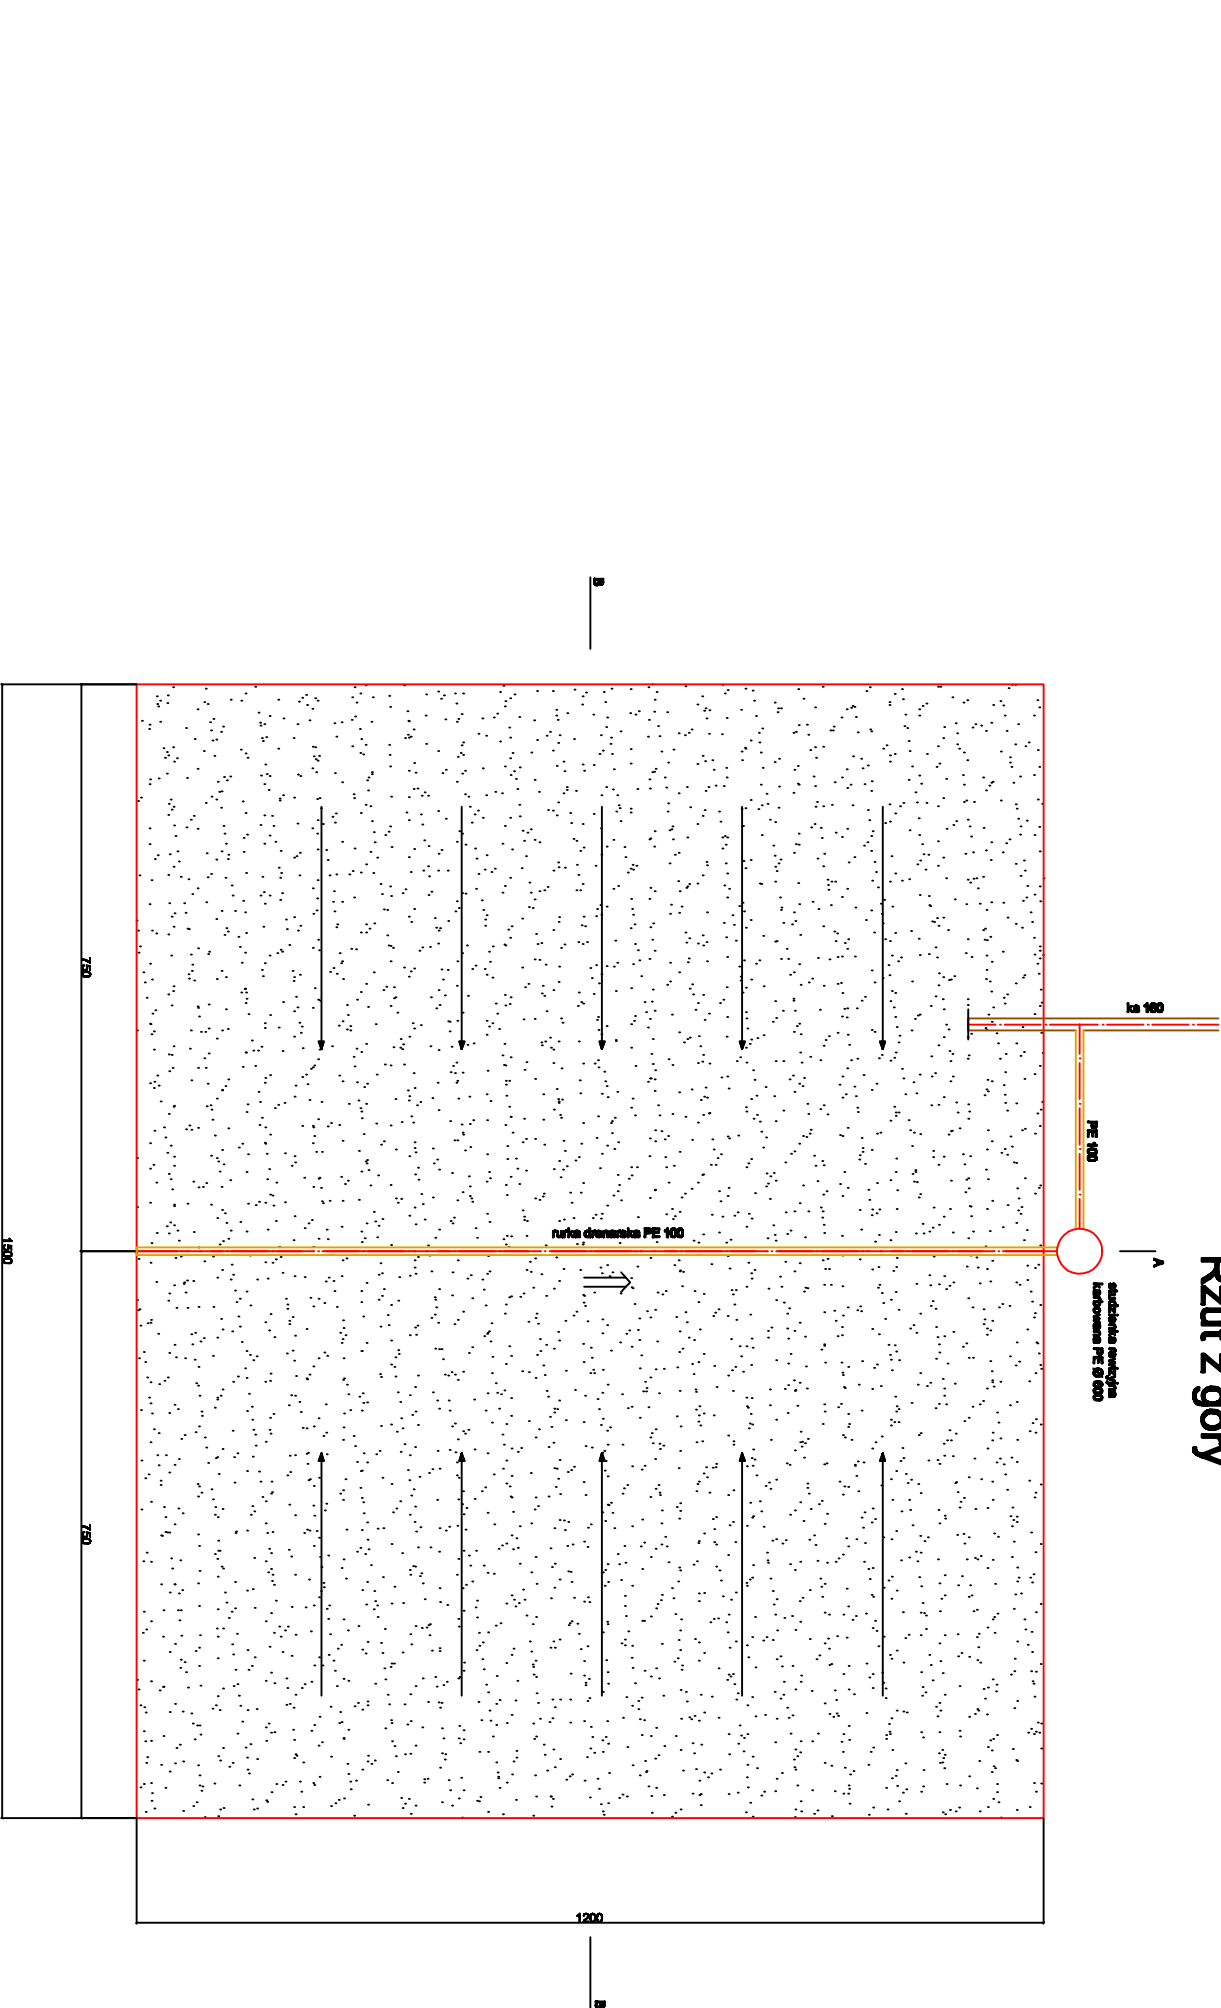 B
ks 160
PE 100
rurka drenarska PE 100
A
studzienka rewizyjna
karbowana PE Ø 600
Rzut z góry
750
1500
750
1200
B